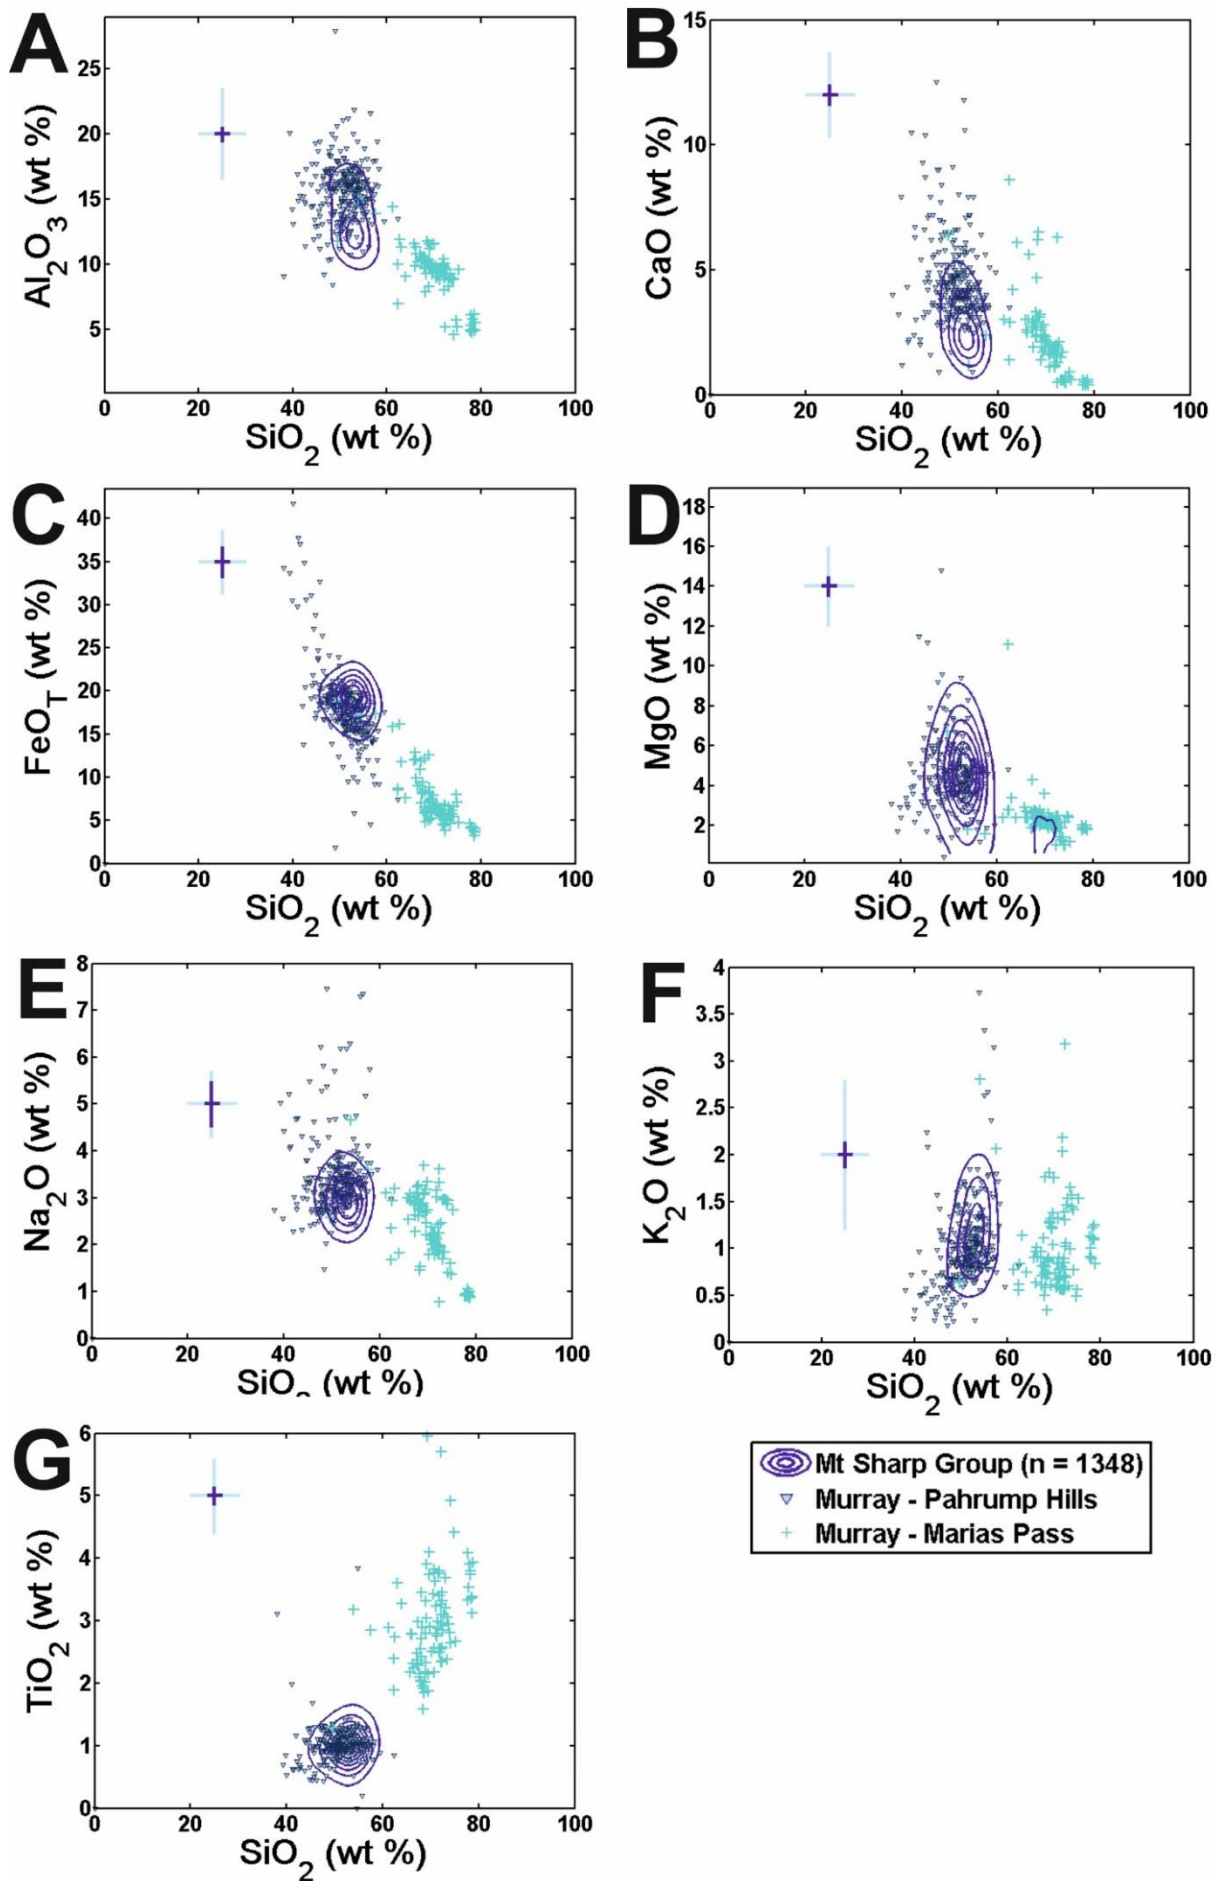 A
B
Al2O3 (wt %)
25
20
15
10
5
0 20 40 60 80 100
SiO2 (wt %)
CaO (wt %)
15
10
5
0
0 20 40 60 80 100
SiO2 (wt %)
C
D
FeOT (wt %)
40
35
30
25
20
15
10
5
0
0 20 40 60 80 100
SiO2 (wt %)
MgO (wt %)
18
16
14
12
10
8
6
4
2
0 20 40 60 80 100
SiO2 (wt %)
E
F
Na2O (wt %)
8
7
6
5
4
3
2
1
0
0 20 40 60 80 100
SiO2 (wt %)
K2O (wt %)
4
3.5
3
2.5
2
1.5
1
0.5
0
0 20 40 60 80 100
SiO2 (wt %)
G
TiO2 (wt %)
6
5
4
3
2
1
0
0 20 40 60 80 100
SiO2 (wt %)
Mt Sharp Group (n = 1348)
Murray - Pahrump Hills
Murray - Marias Pass